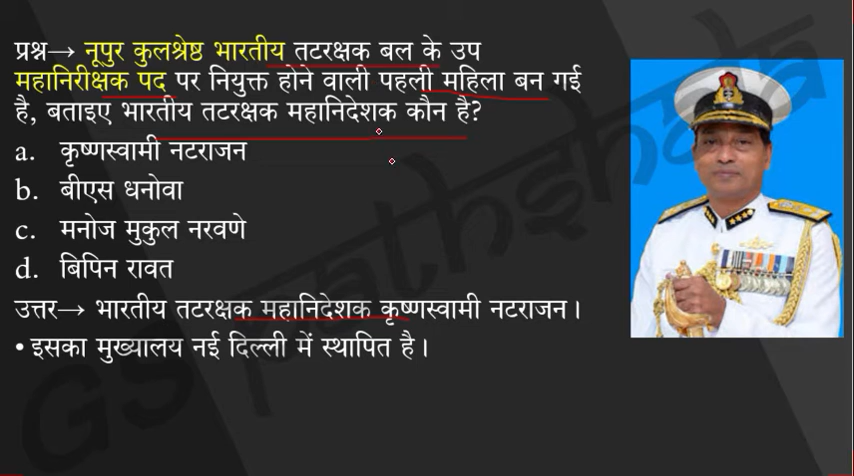 प्रश्न→ नूपुर कुलश्रेष्ठ भारतीय तटरक्षक बल के उप
महानिरीक्षक पद पर नियुक्त होने वाली पहली महिला बन गई
है, बताइए भारतीय तटरक्षक महानिदेशक कौन है?
a. कृष्णस्वामी नटराजन
b. बीएस धनोवा
c. मनोज मुकुल नरवणे
d. बिपिन रावत
उत्तर→ भारतीय तटरक्षक महानिदेशक कृष्णस्वामी नटराजन।
• इसका मुख्यालय नई दिल्ली में स्थापित है।
GS pathshala